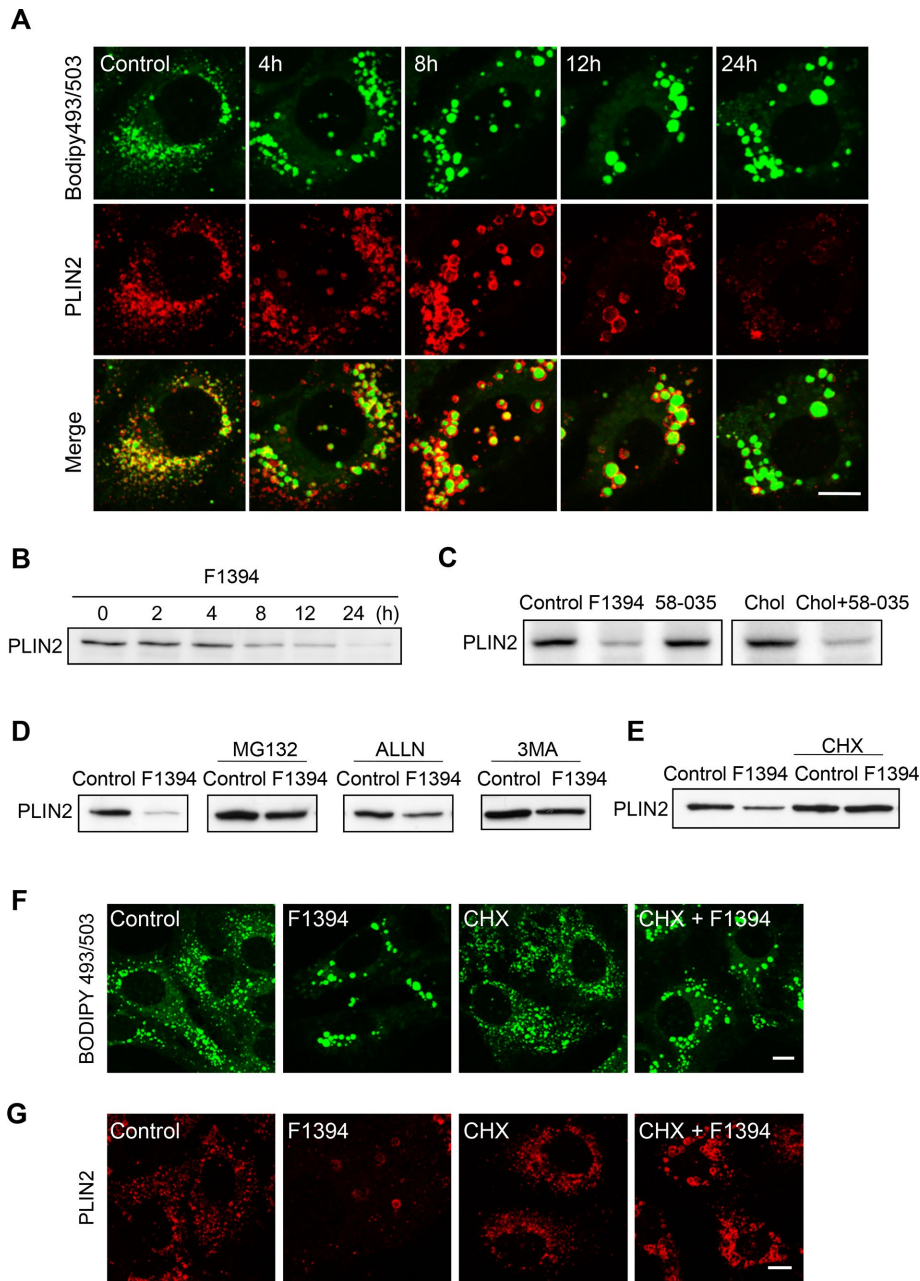 A
Control 4h 8h 12h 24h
Bodipy493/503
PLIN2
Merge
B
F1394
0 2 4 8 12 24 (h)
PLIN2
C
Control F1394 58-035 Chol Chol+58-035
PLIN2
D
MG132 ALLN 3MA
Control F1394 Control F1394 Control F1394 Control F1394
PLIN2
E
CHX
Control F1394 Control F1394
PLIN2
F
Control F1394 CHX CHX + F1394
BODIPY 493/503
G
Control F1394 CHX CHX + F1394
PLIN2